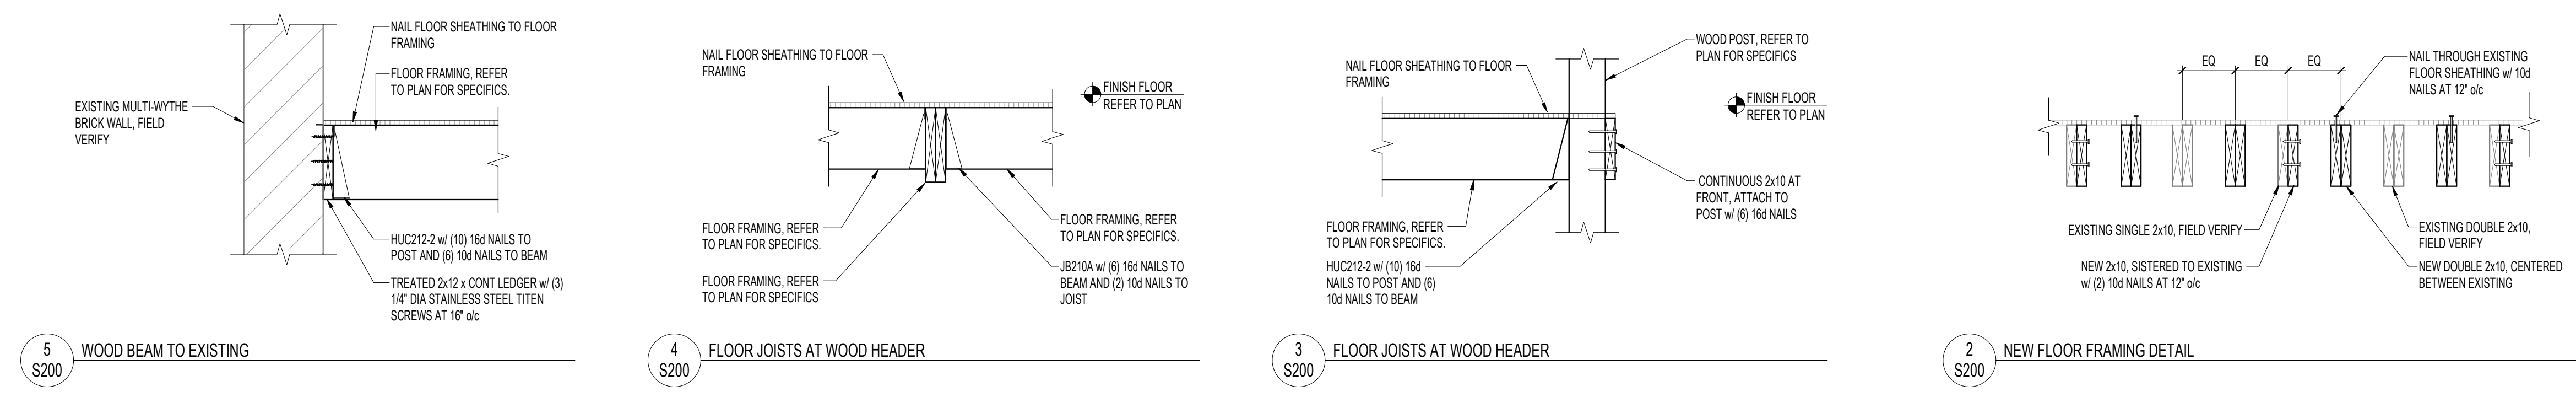 NAIL FLOOR SHEATHING TO FLOOR
FRAMING
FLOOR FRAMING, REFER
TO PLAN FOR SPECIFICS.
EXISTING MULTI-WYTHE
BRICK WALL, FIELD
VERIFY
HUC212-2 w/ (10) 16d NAILS TO
POST AND (6) 10d NAILS TO BEAM
TREATED 2x12 x CONT LEDGER w/ (3)
1/4" DIA STAINLESS STEEL TITEN
SCREWS AT 16" o/c
5
S200
WOOD BEAM TO EXISTING
NAIL FLOOR SHEATHING TO FLOOR
FRAMING
FINISH FLOOR
REFER TO PLAN
FLOOR FRAMING, REFER
TO PLAN FOR SPECIFICS.
FLOOR FRAMING, REFER
TO PLAN FOR SPECIFICS
FLOOR FRAMING, REFER
TO PLAN FOR SPECIFICS.
JB210A w/ (6) 16d NAILS TO
BEAM AND (2) 10d NAILS TO
JOIST
4
S200
FLOOR JOISTS AT WOOD HEADER
WOOD POST, REFER TO
PLAN FOR SPECIFICS
NAIL FLOOR SHEATHING TO FLOOR
FRAMING
FINISH FLOOR
REFER TO PLAN
CONTINUOUS 2x10 AT
FRONT, ATTACH TO
POST w/ (6) 16d NAILS
FLOOR FRAMING, REFER
TO PLAN FOR SPECIFICS.
HUC212-2 w/ (10) 16d
NAILS TO POST AND (6)
10d NAILS TO BEAM
3
S200
FLOOR JOISTS AT WOOD HEADER
EQ
EQ
EQ
NAIL THROUGH EXISTING
FLOOR SHEATHING w/ 10d
NAILS AT 12" o/c
EXISTING SINGLE 2x10, FIELD VERIFY
NEW 2x10, SISTERED TO EXISTING
w/ (2) 10d NAILS AT 12" o/c
EXISTING DOUBLE 2x10,
FIELD VERIFY
NEW DOUBLE 2x10, CENTERED
BETWEEN EXISTING
2
S200
NEW FLOOR FRAMING DETAIL